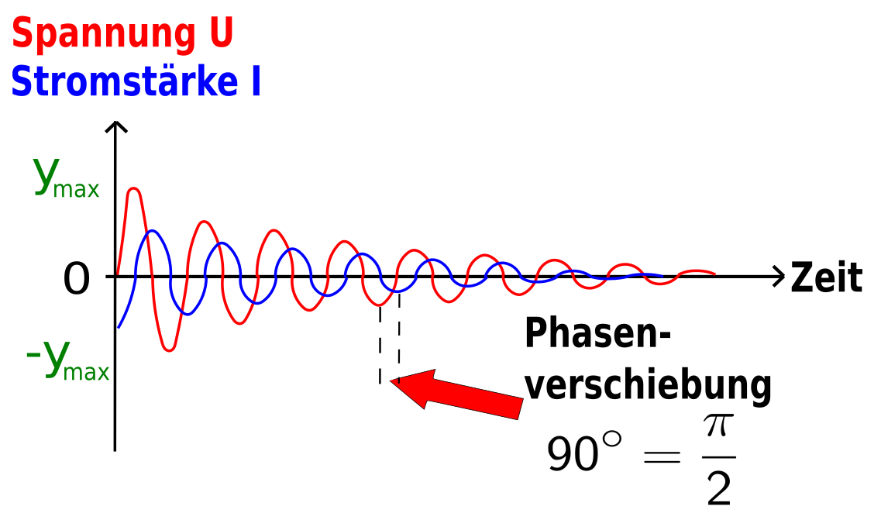 Spannung U
Stromstärke I
ymax
0
Zeit
-ymax
Phasen-
verschiebung
90° = π/2